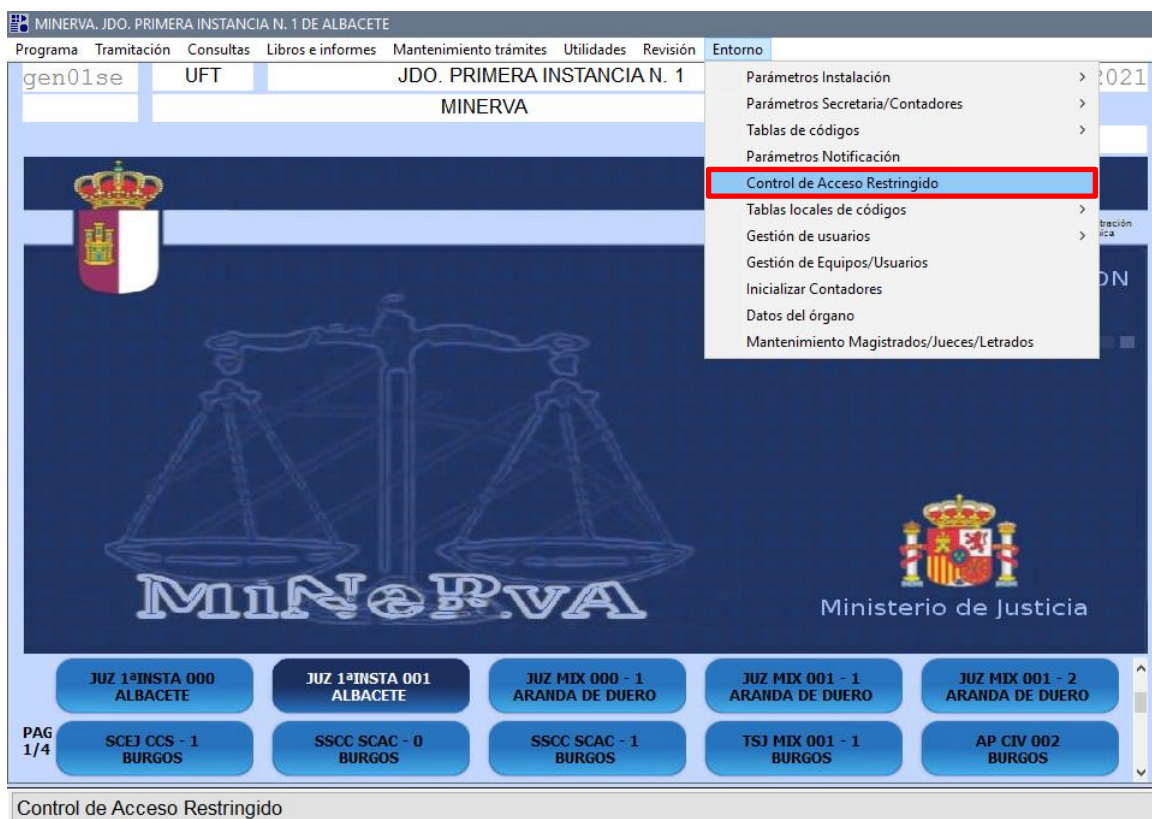 MINERVA. JDO. PRIMERA INSTANCIA N. 1 DE ALBACETE
Programa Tramitación Consultas Libros e informes Mantenimiento trámites Utilidades Revisión Entorno
gen01se UFT JDO. PRIMERA INSTANCIA N. 1 2021
MINERVA
Parámetros Instalación
Parámetros Secretaria/Contadores
Tablas de códigos
Parámetros Notificación
Control de Acceso Restringido
Tablas locales de códigos
Gestión de usuarios
Gestión de Equipos/Usuarios
Inicializar Contadores
Datos del órgano
Mantenimiento Magistrados/Jueces/Letrados
MiNeRVA
Ministerio de Justicia
JUZ 1ªINSTA 000 JUZ 1ªINSTA 001 JUZ MIX 000 - 1 JUZ MIX 001 - 1 JUZ MIX 001 - 2
ALBACETE ALBACETE ARANDA DE DUERO ARANDA DE DUERO ARANDA DE DUERO
PAG
1/4
SCEJ CCS - 1 SSCC SCAC - 0 SSCC SCAC - 1 TSJ MIX 001 - 1 AP CIV 002
BURGOS BURGOS BURGOS BURGOS BURGOS
Control de Acceso Restringido